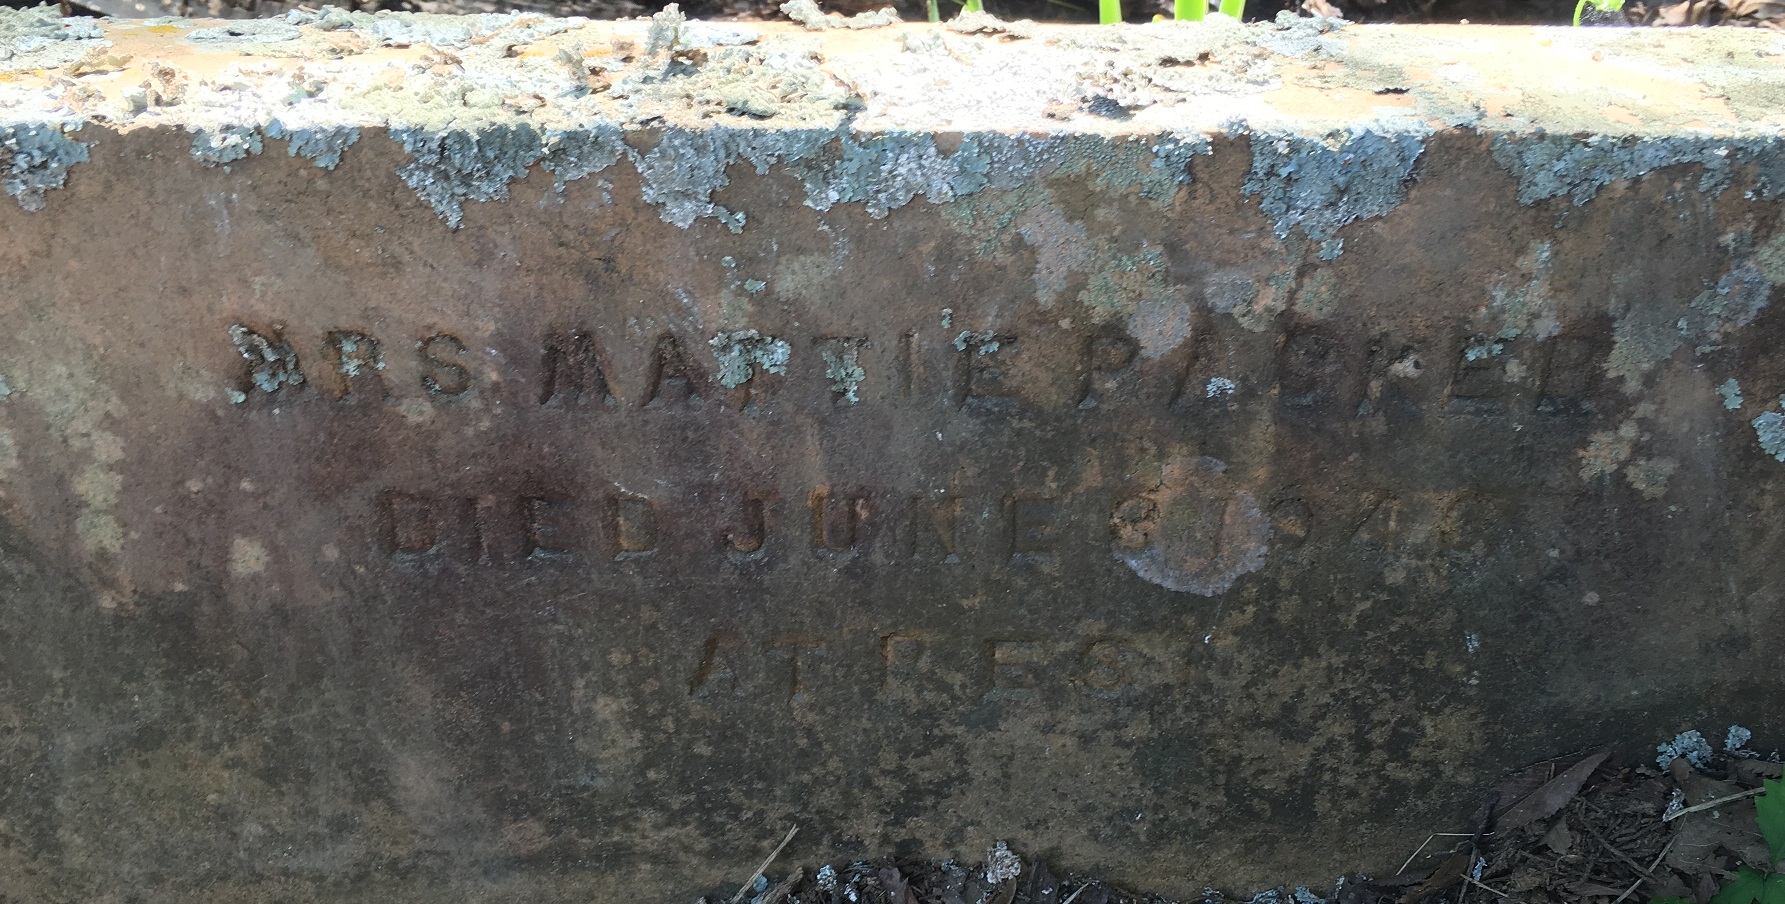 MRS MATTIE PARKER
DIED JUNE
AT REST